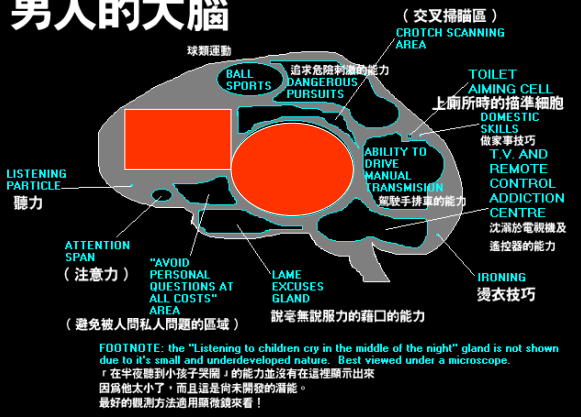 男人的大腦
（交叉掃瞄區）
CROTCH SCANNING
AREA
球類運動
BALL
SPORTS
追求危險刺激的能力
DANGEROUS
PURSUITS
TOILET
AIMING CELL
上厠所時的描準細胞
DOMESTIC
SKILLS
做家事技巧
ABILITY TO
DRIVE
MANUAL
TRANSMISION
駕駛手排車的能力
T.V. AND
REMOTE
CONTROL
ADDICTION
CENTRE
沈溺於電視機及
遙控器的能力
LISTENING
PARTICLE
聽力
ATTENTION
SPAN
（注意力）
"AVOID
PERSONAL
QUESTIONS AT
ALL COSTS"
AREA
（避免被人問私人問題的區域）
LAME
EXCUSES
GLAND
說毫無說服力的藉口的能力
IRONING
燙衣技巧
FOOTNOTE: the "Listening to children cry in the middle of the night" gland is not shown
due to it's small and underdeveloped nature. Best viewed under a microscope.
「在半夜聽到小孩子哭鬧」的能力並沒有在這裡顯示出來
因爲他太小了，而且這是尚未開發的潛能。
最好的觀測方法適用顯微鏡來看！